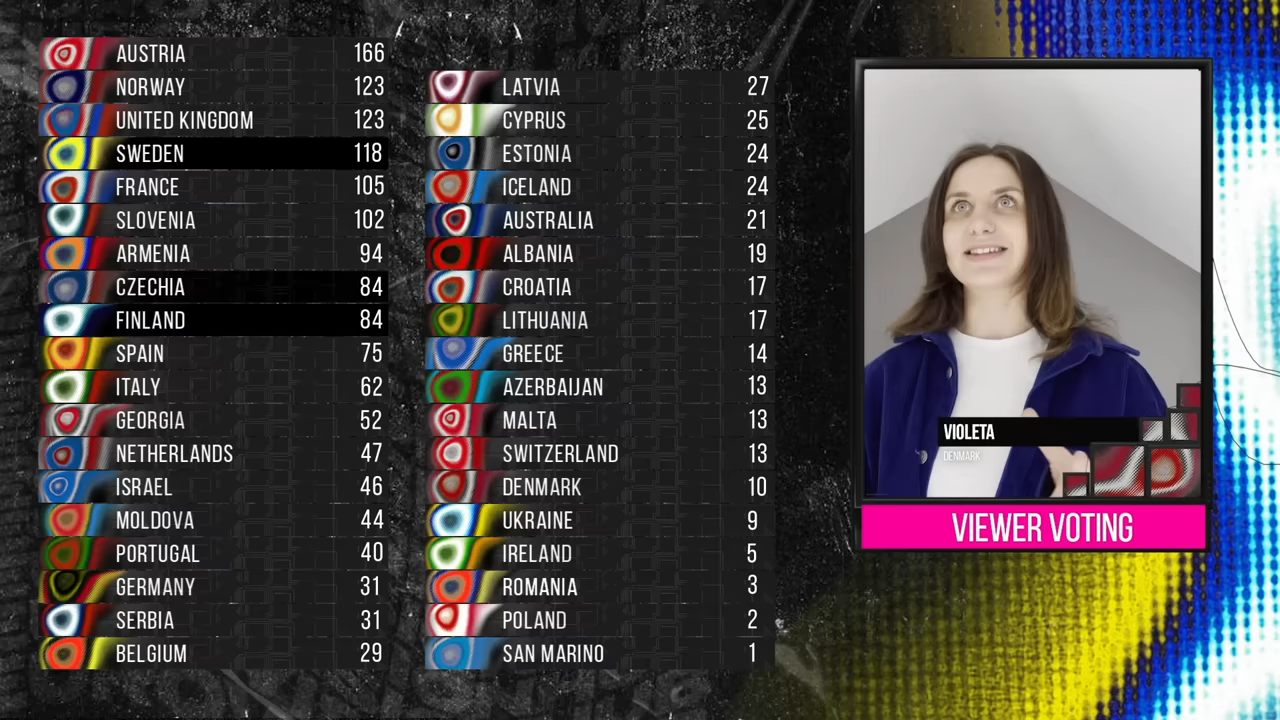 AUSTRIA 166
NORWAY 123
UNITED KINGDOM 123
SWEDEN 118
FRANCE 105
SLOVENIA 102
ARMENIA 94
CZECHIA 84
FINLAND 84
SPAIN 75
ITALY 62
GEORGIA 52
NETHERLANDS 47
ISRAEL 46
MOLDOVA 44
PORTUGAL 40
GERMANY 31
SERBIA 31
BELGIUM 29
LATVIA 27
CYPRUS 25
ESTONIA 24
ICELAND 24
AUSTRALIA 21
ALBANIA 19
CROATIA 17
LITHUANIA 17
GREECE 14
AZERBAIJAN 13
MALTA 13
SWITZERLAND 13
DENMARK 10
UKRAINE 9
IRELAND 5
ROMANIA 3
POLAND 2
SAN MARINO 1
VIOLETA
DENMARK
VIEWER VOTING